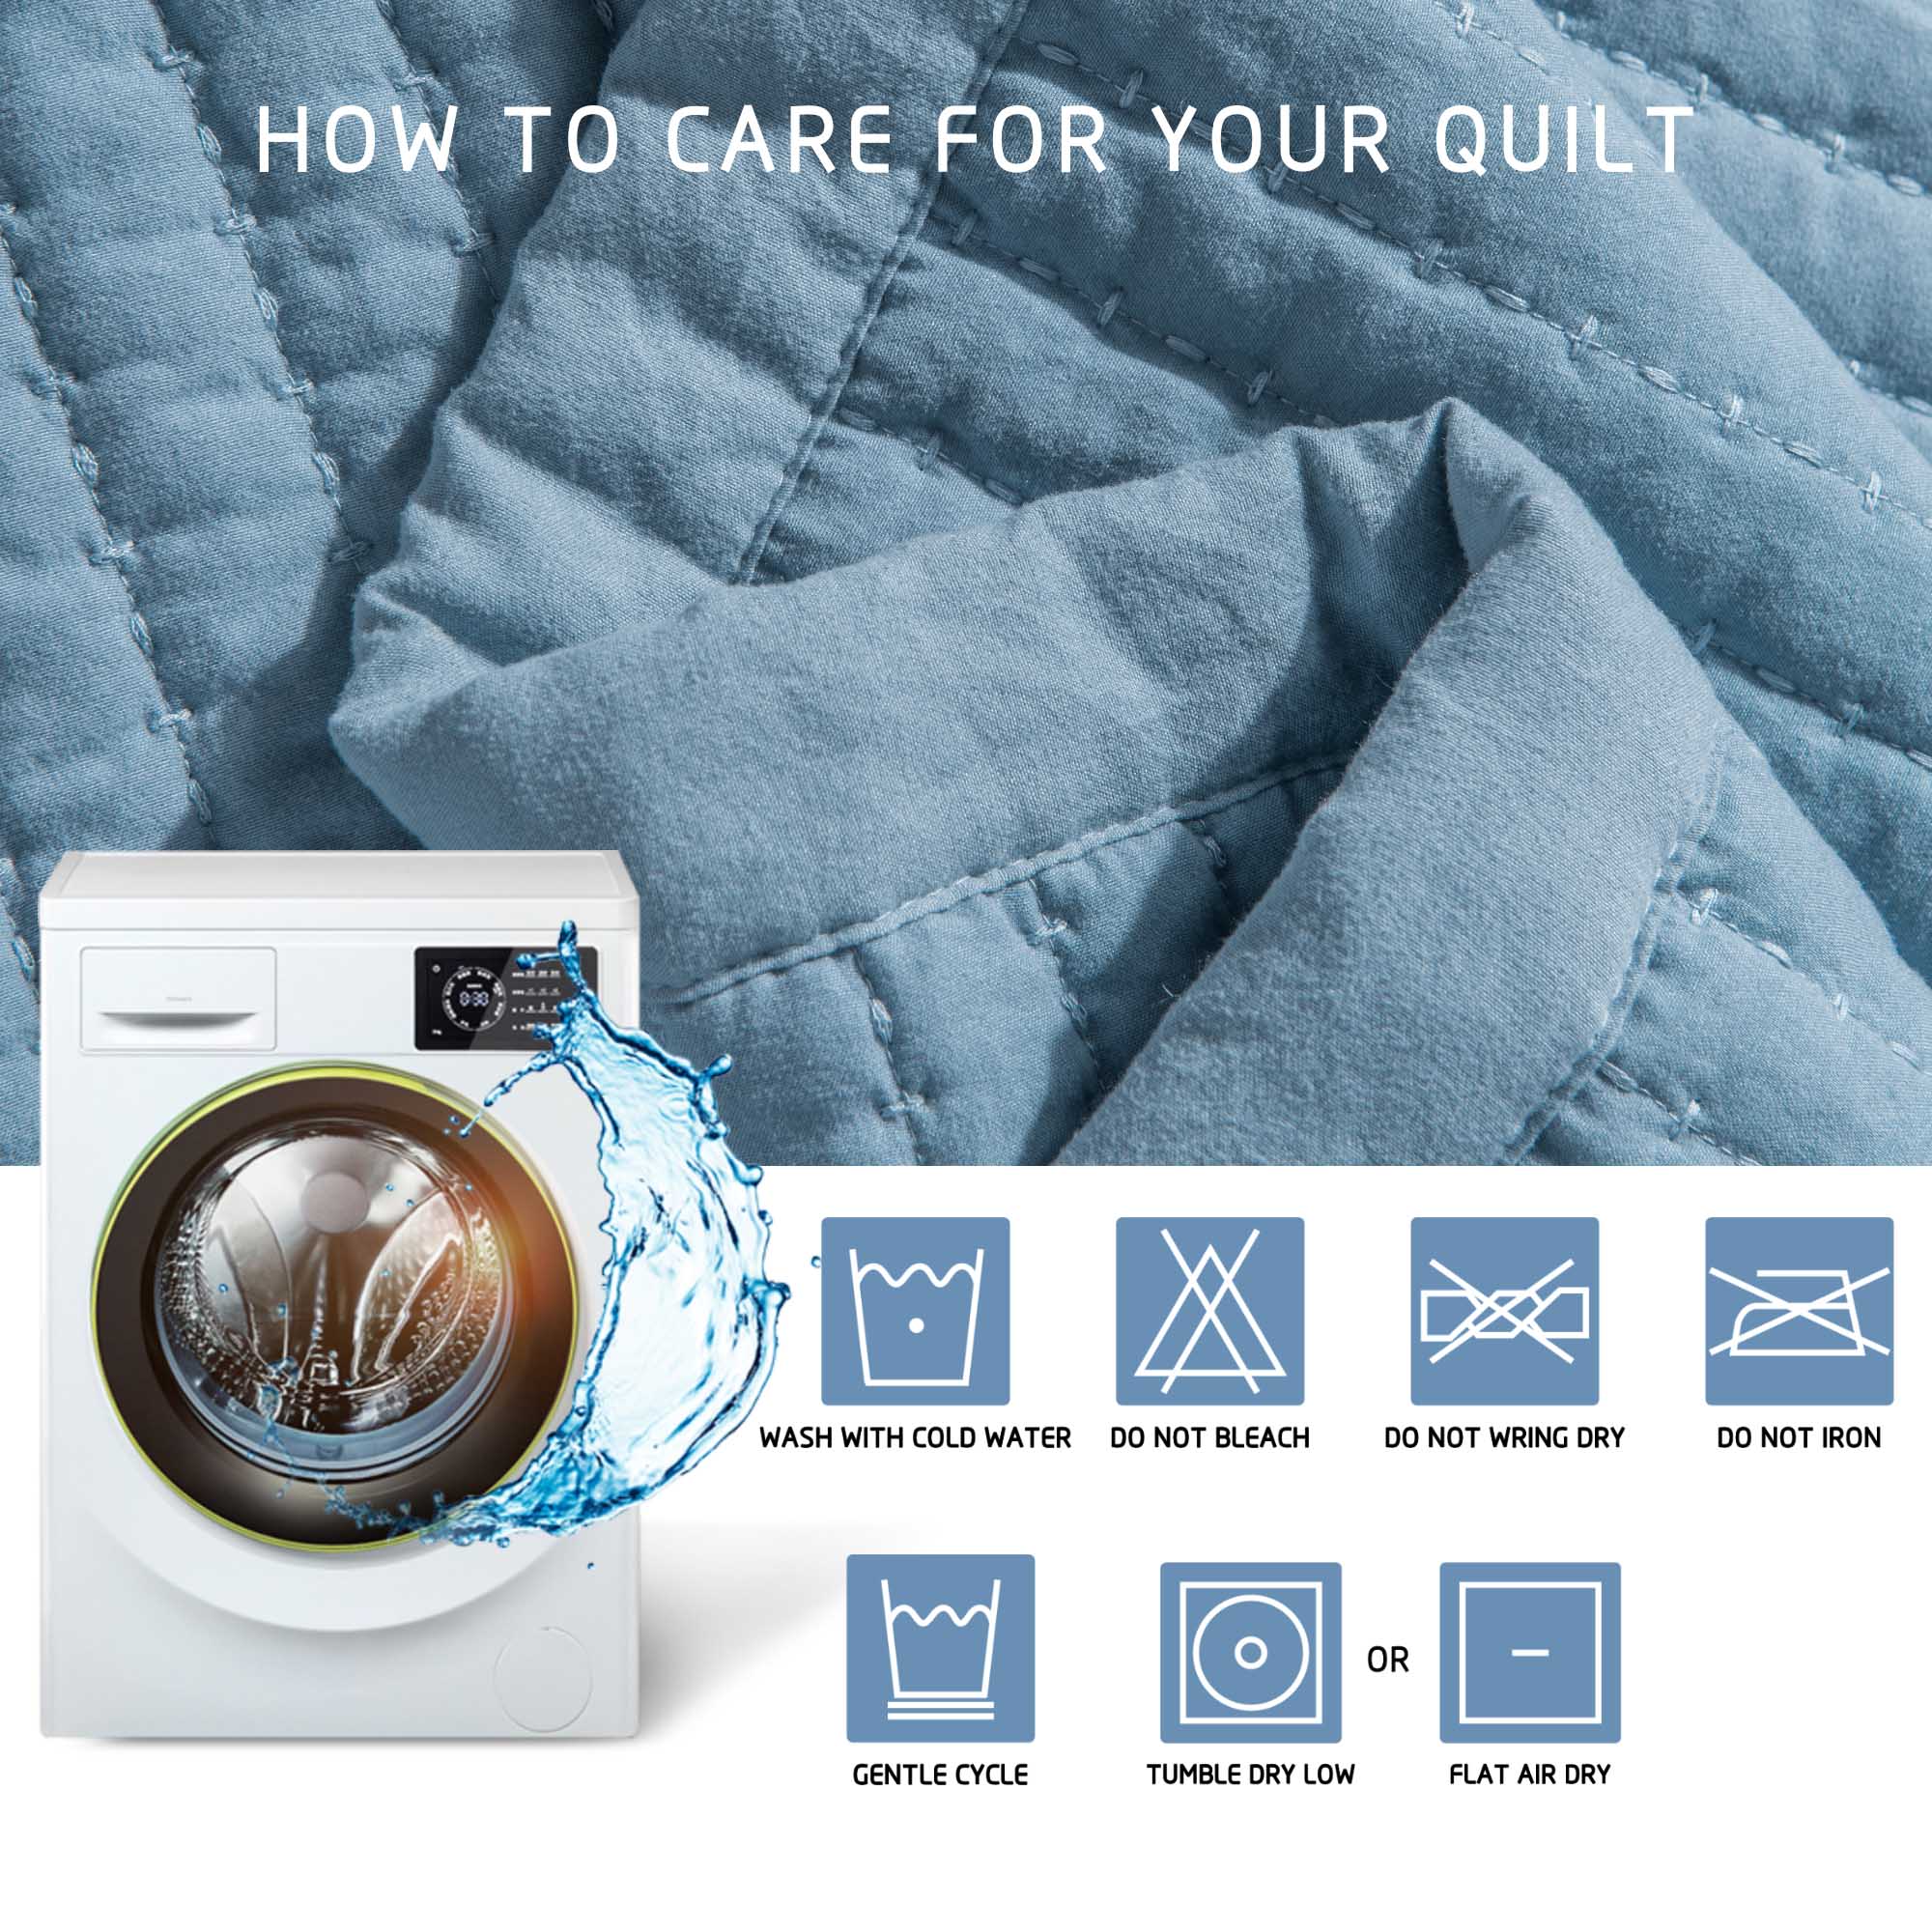 HOW TO CARE FOR YOUR QUILT
WASH WITH COLD WATER
DO NOT BLEACH
DO NOT WRING DRY
DO NOT IRON
GENTLE CYCLE
TUMBLE DRY LOW
OR
FLAT AIR DRY